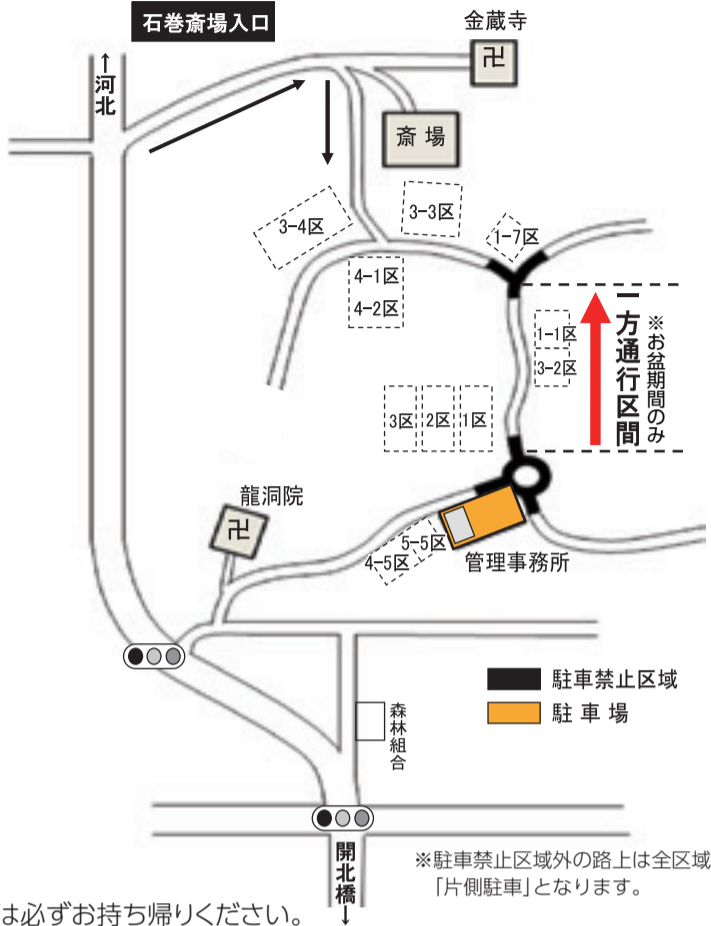 石巻斎場入口
金蔵寺
卍
↑河北
斎場
3-3区
3-4区
1-7区
4-1区
4-2区
1-1区
3-2区
一方通行区間
※お盆期間のみ
3区
2区
1区
龍洞院
卍
5-5区
4-5区
管理事務所
駐車禁止区域
駐車場
森林組合
開北橋↓
※駐車禁止区域外の路上は全区域
「片側駐車」となります。
は必ずお持ち帰りください。